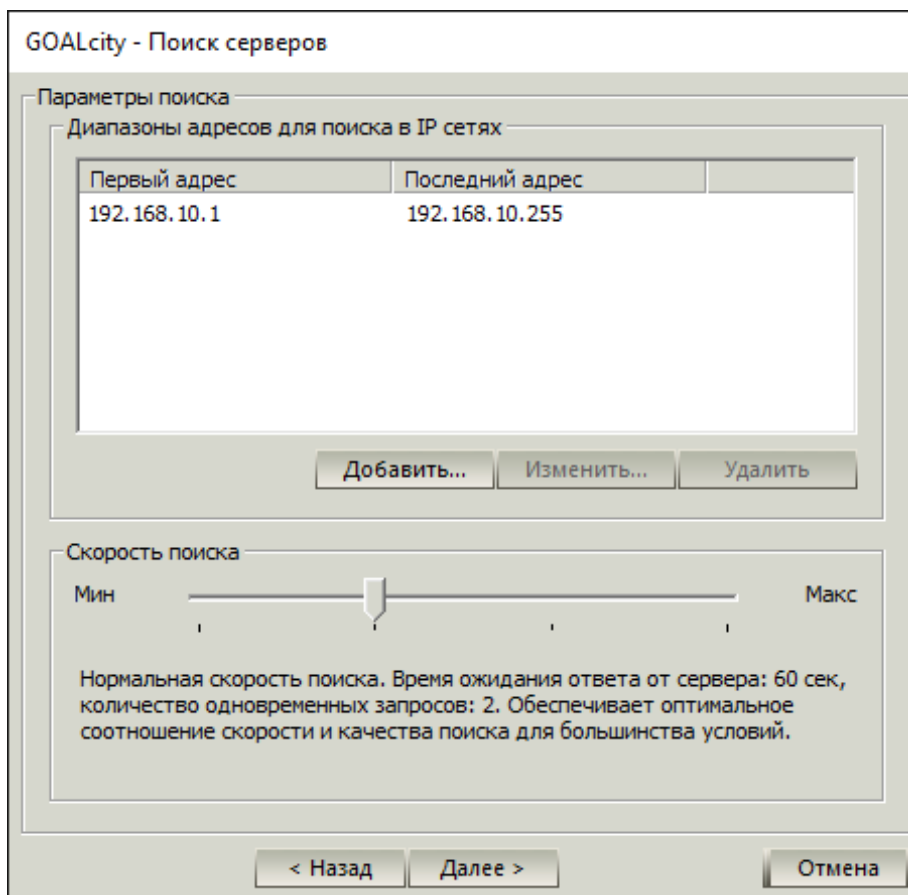 GOALcity - Поиск серверов
Параметры поиска
Диапазоны адресов для поиска в IP сетях
Первый адрес Последний адрес
192.168.10.1 192.168.10.255
Добавить... Изменить... Удалить
Скорость поиска
Мин Макс
Нормальная скорость поиска. Время ожидания ответа от сервера: 60 сек,
количество одновременных запросов: 2. Обеспечивает оптимальное
соотношение скорости и качества поиска для большинства условий.
< Назад Далее > Отмена